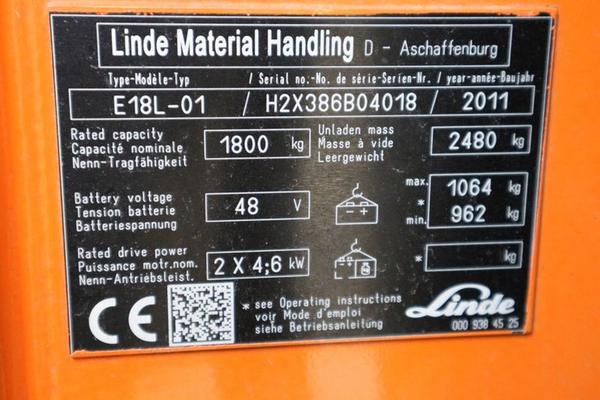 Linde Material Handling D - Aschaffenburg
Type-Modèle-Typ / Serial no.-No. de série-Serien-Nr. / year-année-Baujahr
E18L-01 / H2X386B04018 / 2011
Rated capacity
Capacité nominale
Nenn-Tragfähigkeit
1800 kg
Unladen mass
Masse à vide
Leergewicht
2480 kg
Battery voltage
Tension batterie
Batteriespannung
48 V
- +
max. 1064 kg
*
min. 962 kg
Rated drive power
Puissance motr.nom.
Nenn-Antriebsleist.
2 X 4,6 kW
- +
* kg
CE
* see Operating instructions
voir Mode d'emploi
siehe Betriebsanleitung
Linde
000 938 45 25